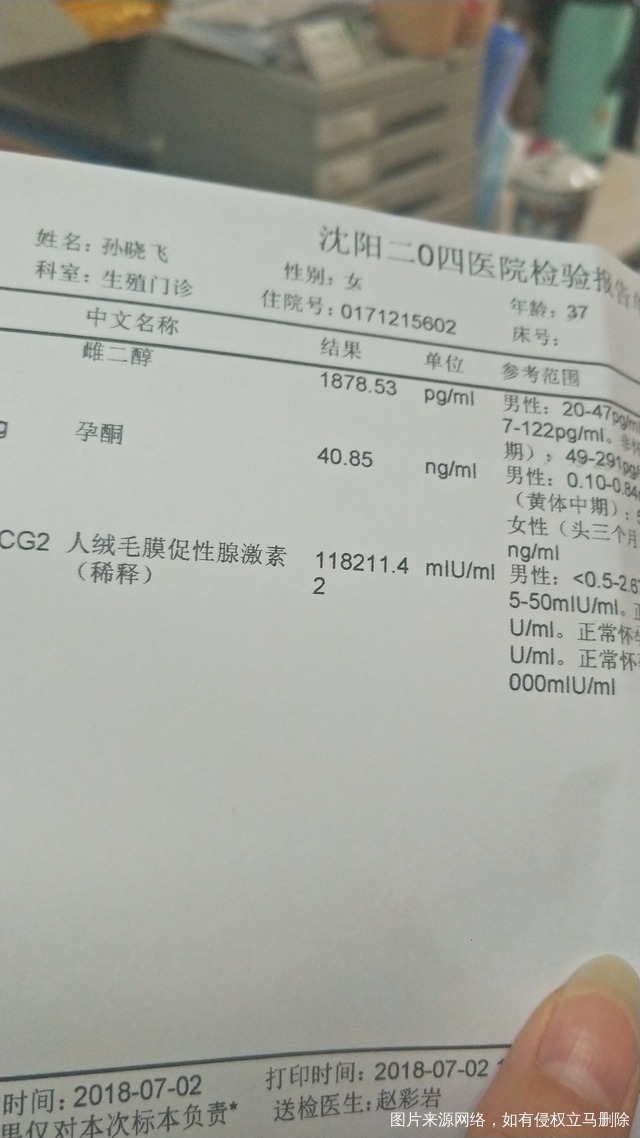 沈阳二0四医院检验报告单
姓名：孙晓飞
性别：女
年龄：37
科室：生殖门诊
住院号：0171215602
床号：
中文名称
结果
单位
参考范围
雌二醇
1878.53
pg/ml
男性：20-47pg/ml
7-122pg/ml。
期）；49-291pg/
g
孕酮
40.85
ng/ml
男性：0.10-0.84
（黄体中期）：
女性（头三个月
ng/ml
CG2
人绒毛膜促性腺激素
（稀释）
118211.4
2
mIU/ml
男性：<0.5-2.67
5-50mIU/ml。
U/ml。正常怀孕
U/ml。正常怀
000mIU/ml
时间：2018-07-02
打印时间：2018-07-02
果仅对本次标本负责*
送检医生：赵彩岩
图片来源网络，如有侵权立马删除